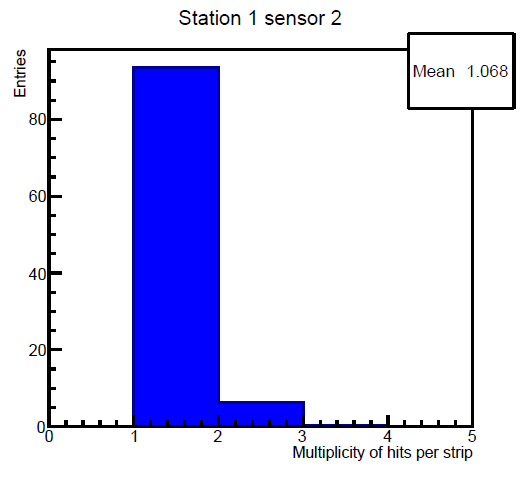 Station 1 sensor 2
Mean 1.068
Entries
80
60
40
20
0
0 1 2 3 4 5
Multiplicity of hits per strip